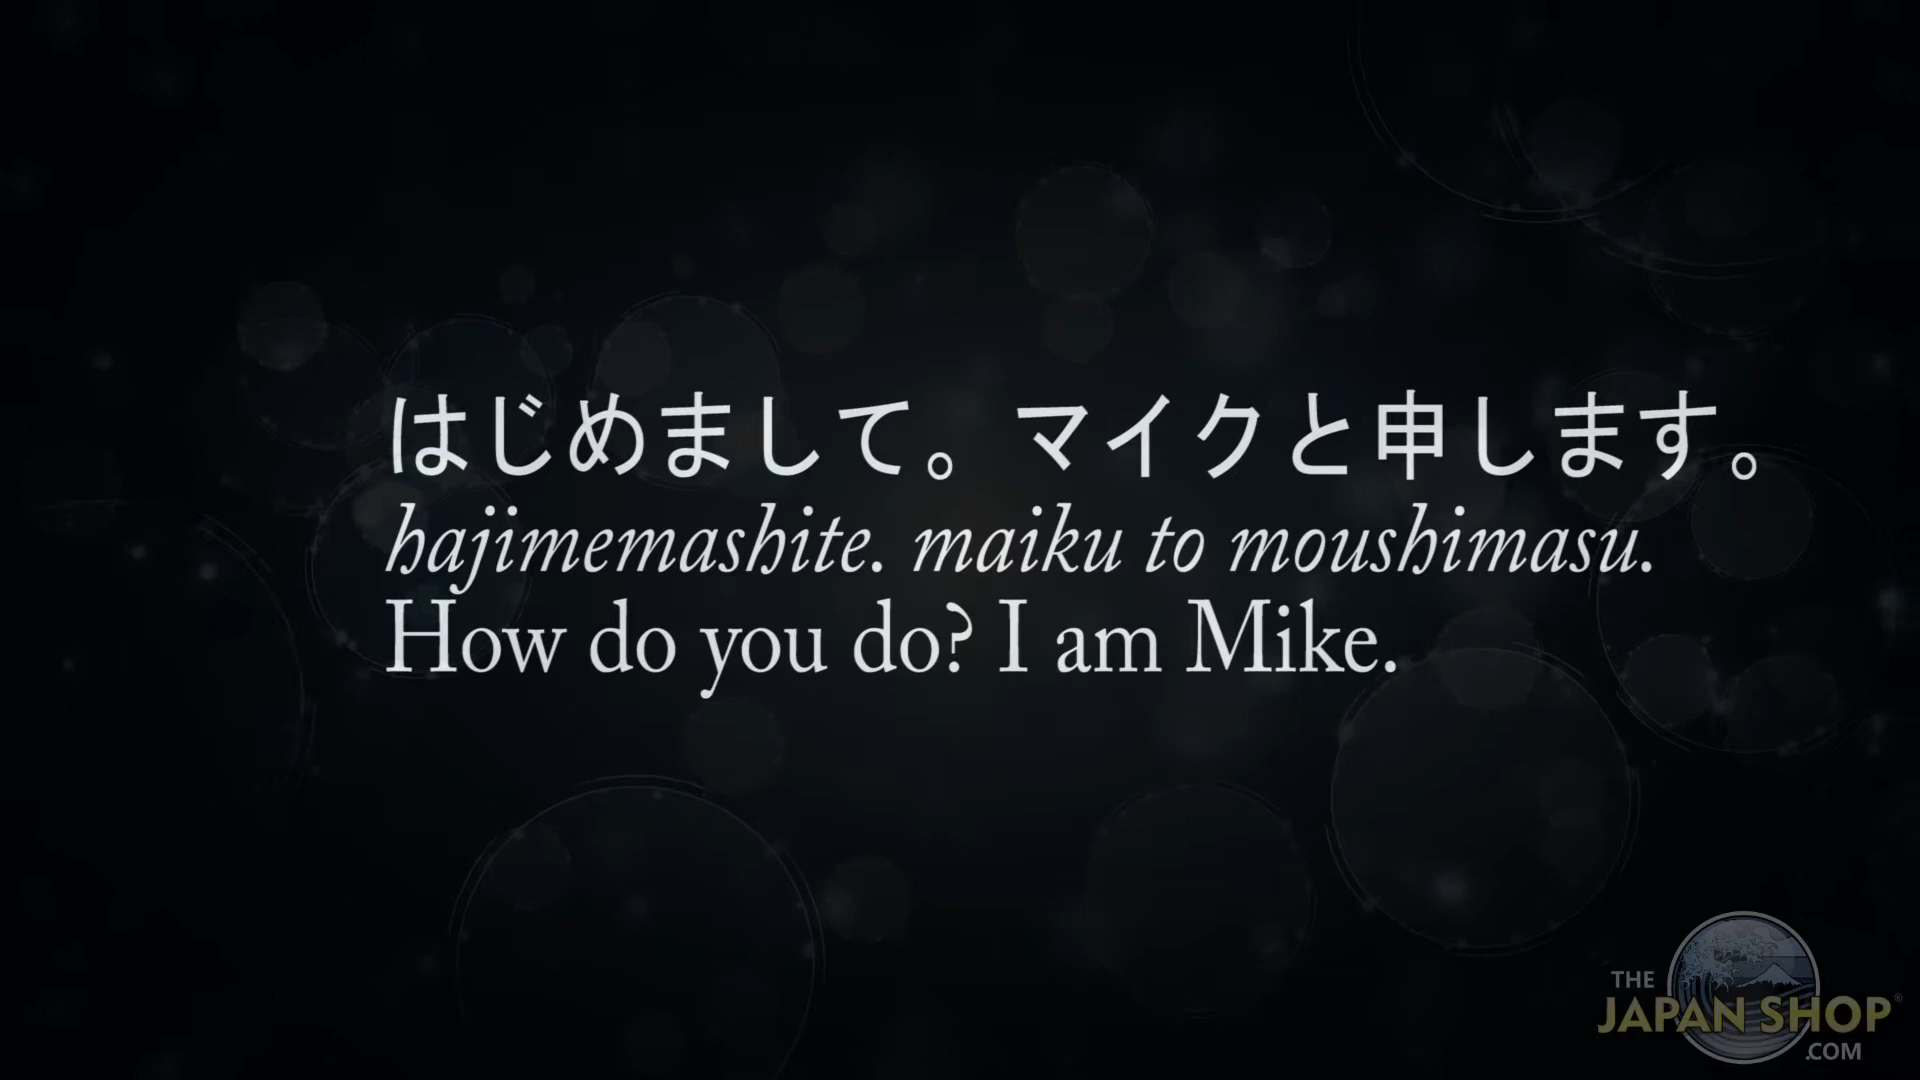 はじめまして。マイクと申します。
hajimemashite. maiku to moushimasu.
How do you do? I am Mike.
THE
JAPAN SHOP®
.COM